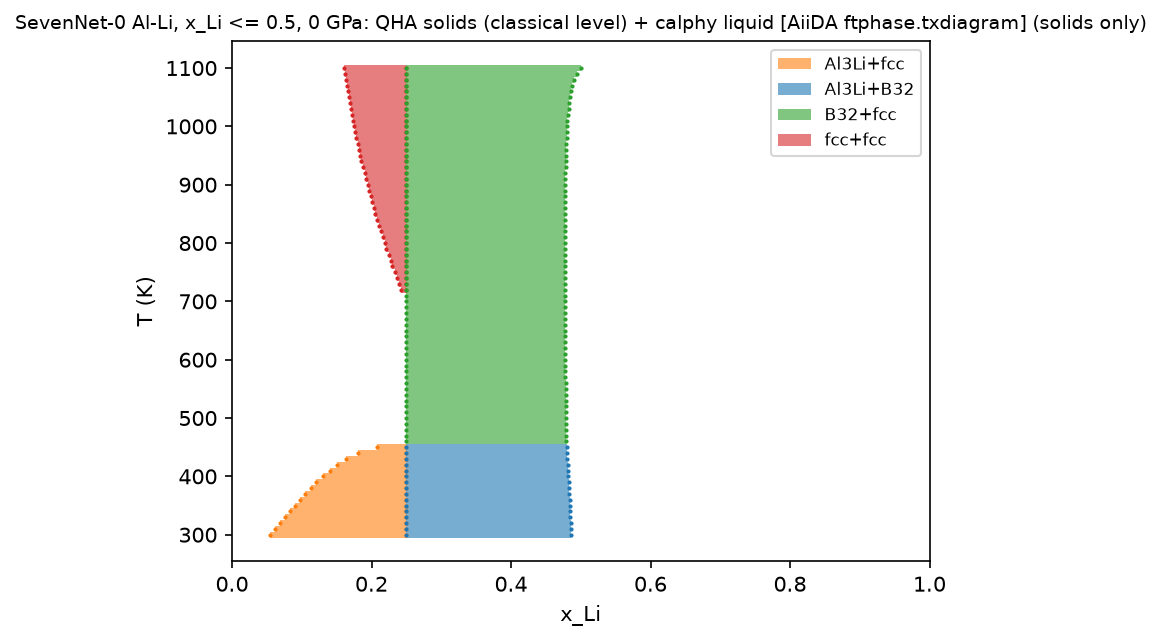 SevenNet-0 Al-Li, x_Li <= 0.5, 0 GPa: QHA solids (classical level) + calphy liquid [AiiDA ftphase.txdiagram] (solids only)
Al3Li+fcc
Al3Li+B32
B32+fcc
fcc+fcc
T (K)
1100
1000
900
800
700
600
500
400
300
0.0
0.2
0.4
0.6
0.8
1.0
x_Li